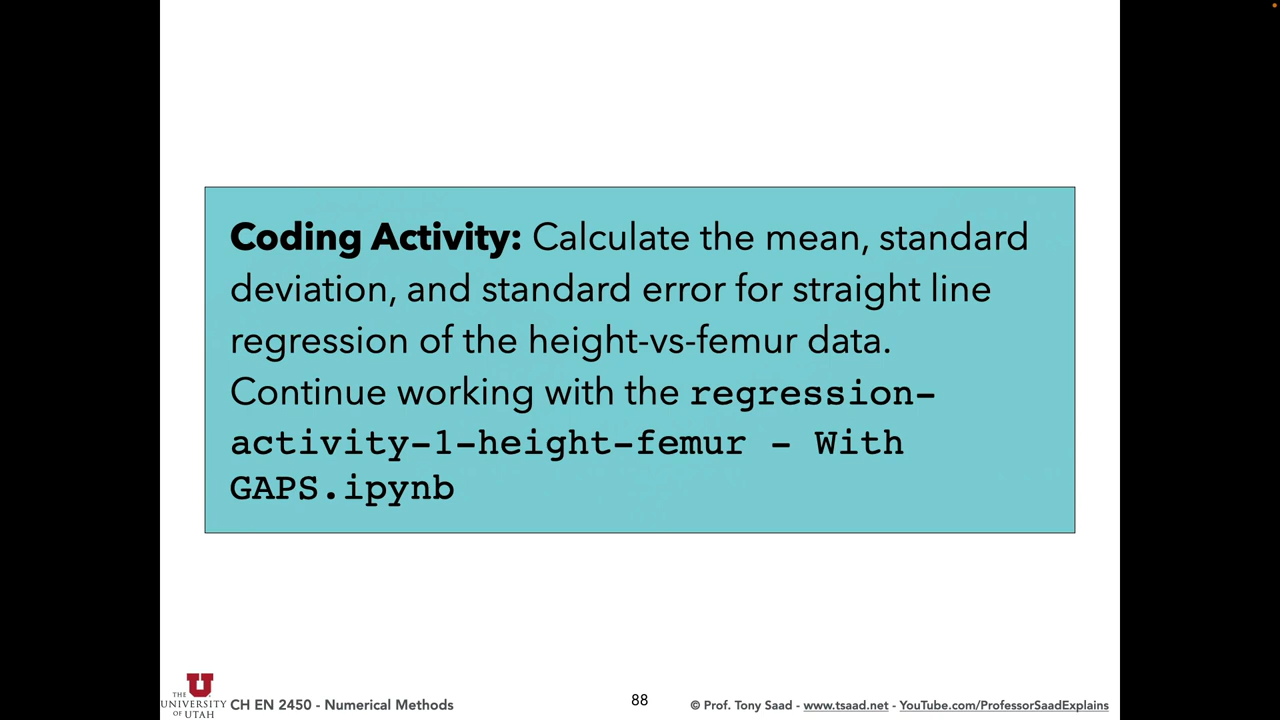 Coding Activity: Calculate the mean, standard
deviation, and standard error for straight line
regression of the height-vs-femur data.
Continue working with the regression-
activity-1-height-femur - With
GAPS.ipynb
THE
UNIVERSITY
OF UTAH
CH EN 2450 - Numerical Methods
88
© Prof. Tony Saad - www.tsaad.net - YouTube.com/ProfessorSaadExplains